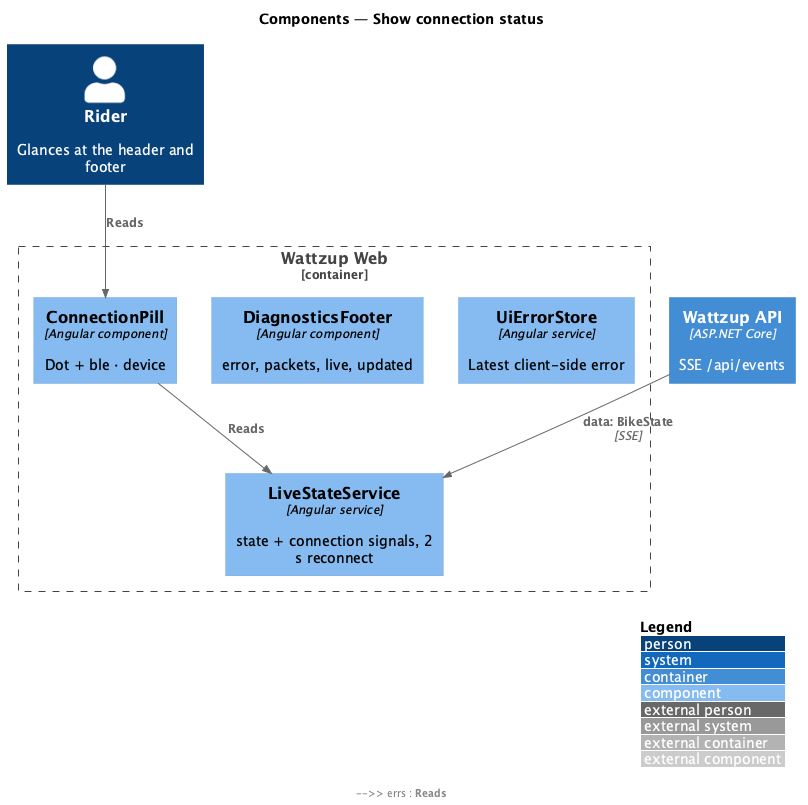 Components — Show connection status
Rider
Glances at the header and
footer
Reads
Wattzup Web
[container]
ConnectionPill
[Angular component]
Dot + ble · device
DiagnosticsFooter
[Angular component]
error, packets, live, updated
UiErrorStore
[Angular service]
Latest client-side error
Wattzup API
[ASP.NET Core]
SSE /api/events
Reads
data: BikeState
[SSE]
LiveStateService
[Angular service]
state + connection signals, 2
s reconnect
Legend
person
system
container
component
external person
external system
external container
external component
-->> errs : Reads